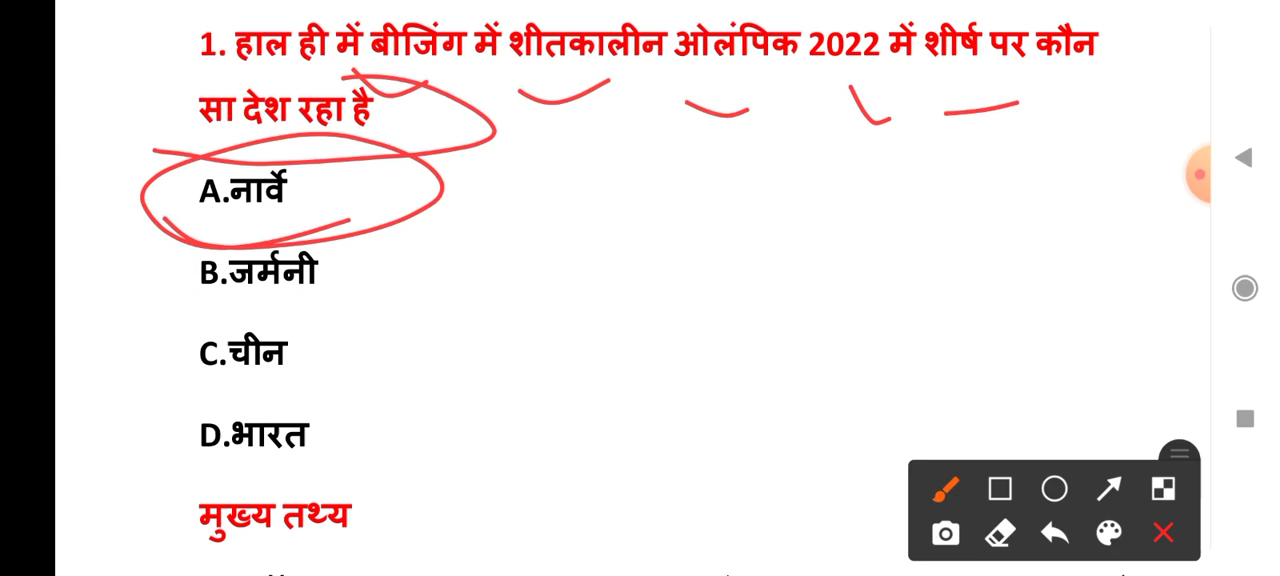 1. हाल ही में बीजिंग में शीतकालीन ओलंपिक 2022 में शीर्ष पर कौन
सा देश रहा है
A.नार्वे
B.जर्मनी
C.चीन
D.भारत
मुख्य तथ्य